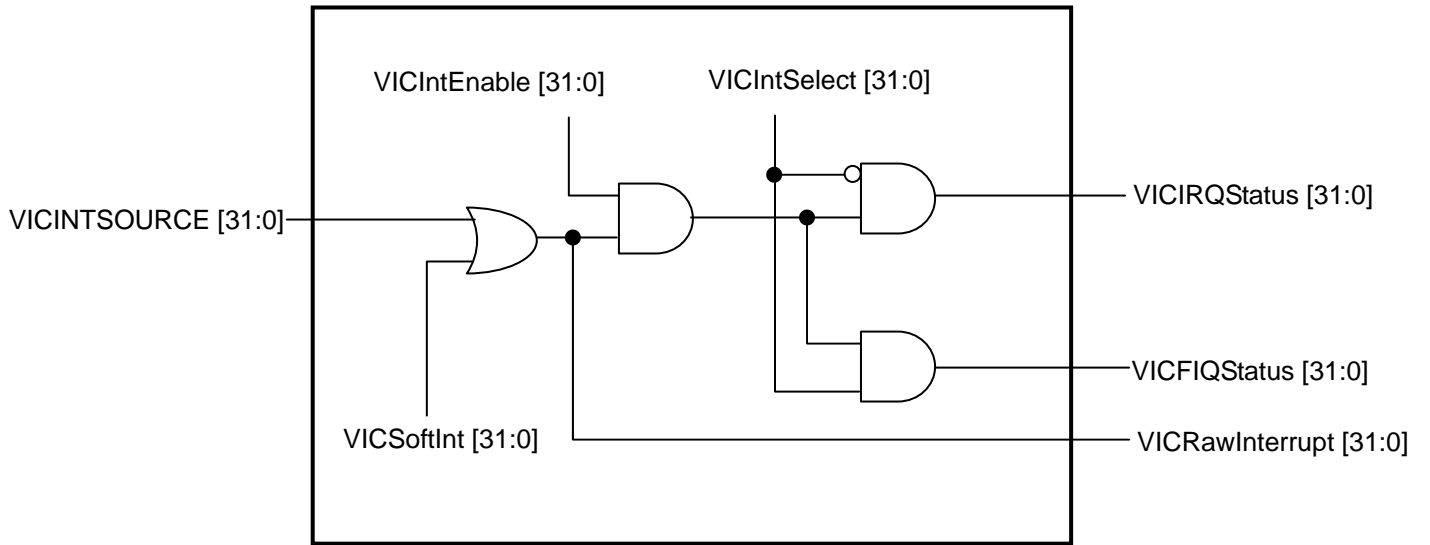 VICIntEnable [31:0]
VICIntSelect [31:0]
VICINTSOURCE [31:0]
VICIRQStatus [31:0]
VICFIQStatus [31:0]
VICSoftInt [31:0]
VICRawInterrupt [31:0]